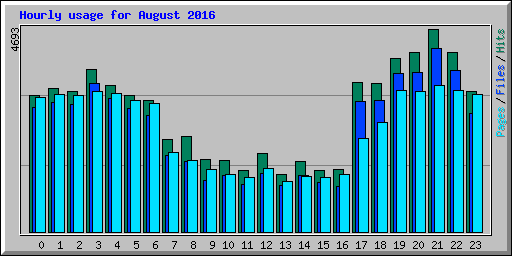 Hourly usage for August 2016
4693
Pages/Files/Hits
0 1 2 3 4 5 6 7 8 9 10 11 12 13 14 15 16 17 18 19 20 21 22 23